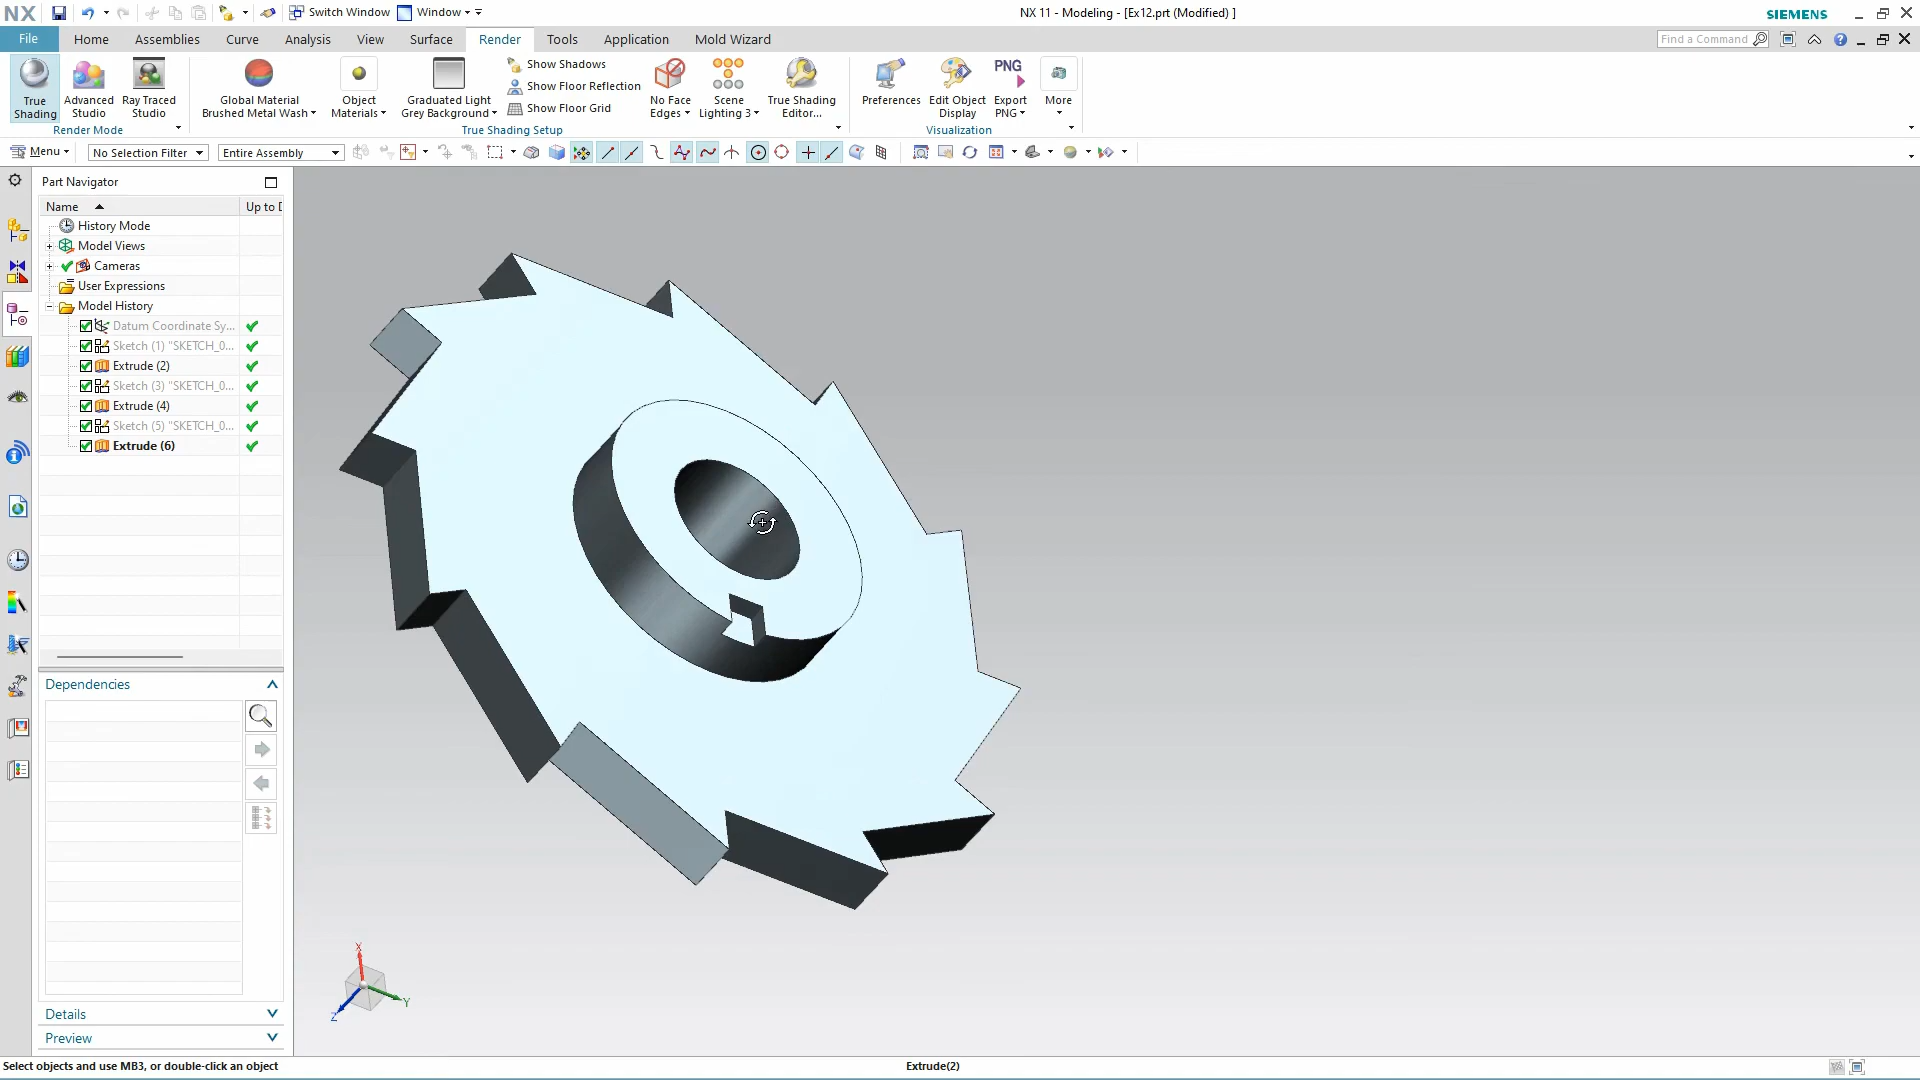 NX Switch Window Window NX 11 - Modeling - [Ex12.prt (Modified) ] SIEMENS
File Home Assemblies Curve Analysis View Surface Render Tools Application Mold Wizard Find a Command
True Shading
Advanced Studio
Ray Traced Studio
Render Mode
Global Material Brushed Metal Wash
Object Materials
Graduated Light Grey Background
Show Shadows
Show Floor Reflection
Show Floor Grid
No Face Edges
Scene Lighting 3
True Shading Editor...
True Shading Setup
Preferences
Edit Object Display
PNG
Export PNG
More
Visualization
Menu No Selection Filter Entire Assembly
Part Navigator
Name Up to D
History Mode
Model Views
Cameras
User Expressions
Model History
Datum Coordinate Sy...
Sketch (1) "SKETCH_0...
Extrude (2)
Sketch (3) "SKETCH_0...
Extrude (4)
Sketch (5) "SKETCH_0...
Extrude (6)
Dependencies
Details
Preview
X
Y
Z
Select objects and use MB3, or double-click an object Extrude(2)